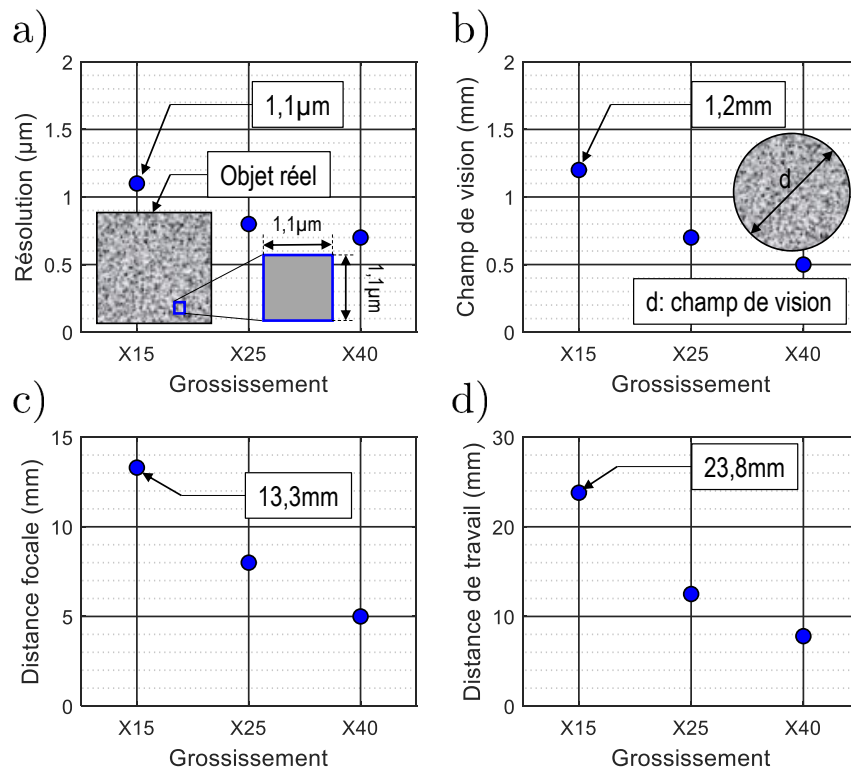 a)
2
1.5
1
0.5
0
Résolution (µm)
1,1µm
Objet réel
1,1µm
1,1µm
X15
X25
X40
Grossissement
b)
2
1.5
1
0.5
0
Champ de vision (mm)
1,2mm
d
d: champ de vision
X15
X25
X40
Grossissement
c)
15
10
5
0
Distance focale (mm)
13,3mm
X15
X25
X40
Grossissement
d)
30
20
10
0
Distance de travail (mm)
23,8mm
X15
X25
X40
Grossissement